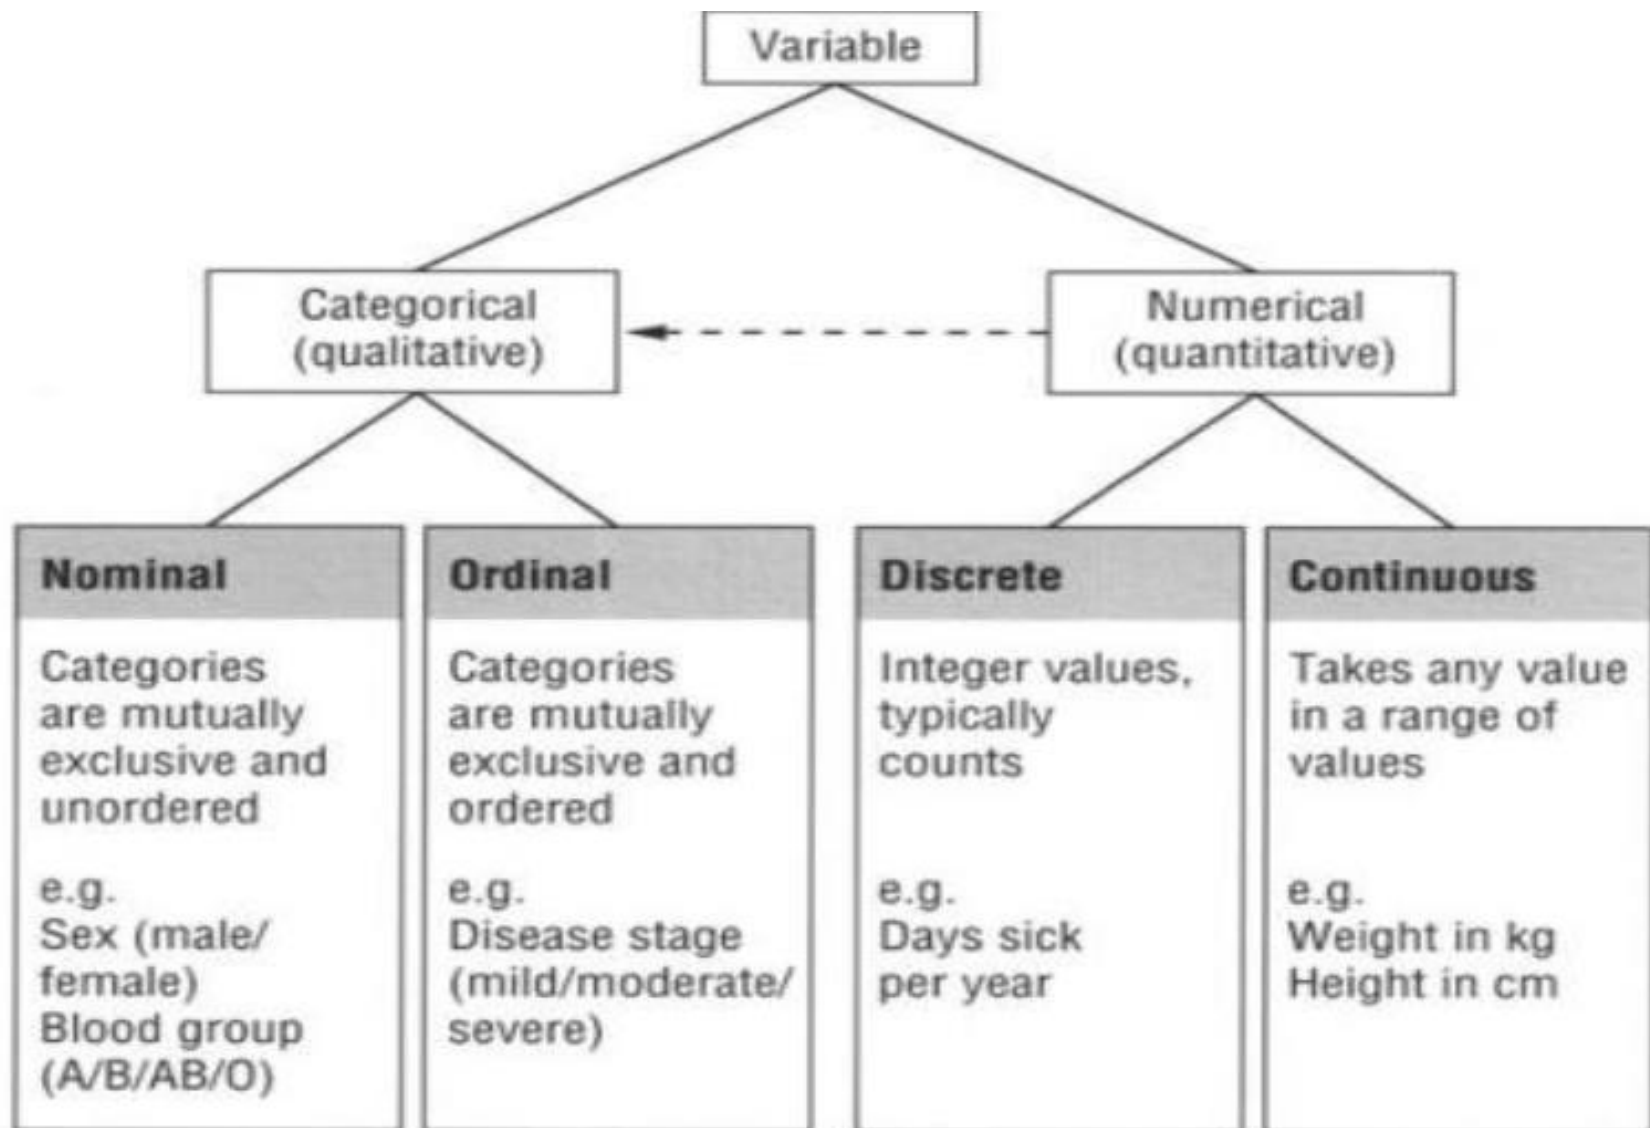 Variable
Categorical
(qualitative)
Numerical
(quantitative)
Nominal
Categories
are mutually
exclusive and
unordered
e.g.
Sex (male/
female)
Blood group
(A/B/AB/O)
Ordinal
Categories
are mutually
exclusive and
ordered
e.g.
Disease stage
(mild/moderate/
severe)
Discrete
Integer values,
typically
counts
e.g.
Days sick
per year
Continuous
Takes any value
in a range of
values
e.g.
Weight in kg
Height in cm